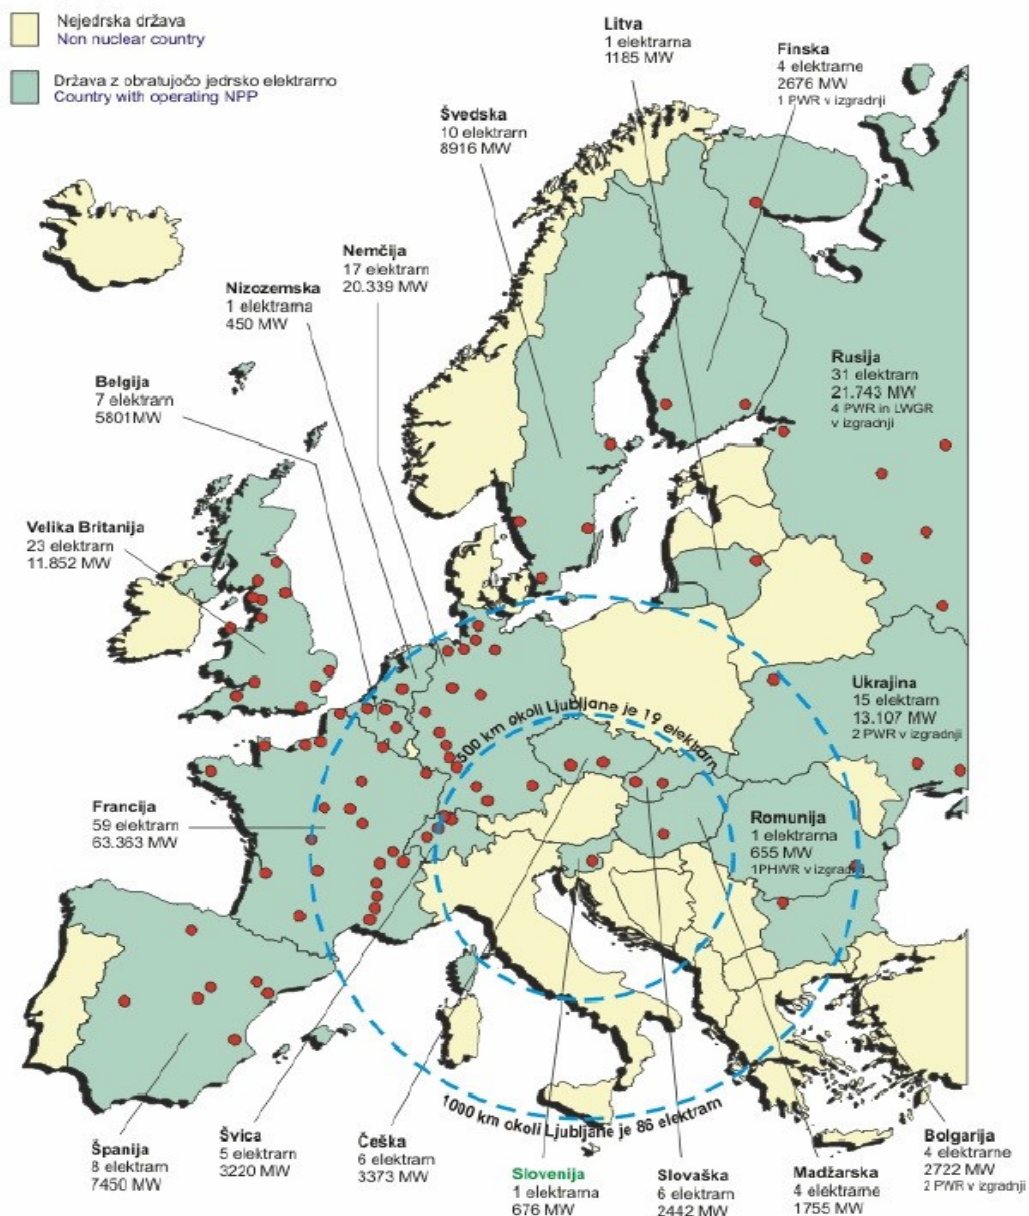 Nejedrska država
Non nuclear country
Država z obratujočo jedrsko elektrarno
Country with operating NPP
Litva
1 elektrarna
1185 MW
Finska
4 elektrarne
2676 MW
1 PWR v izgradnji
Švedska
10 elektrarn
8916 MW
Nemčija
17 elektrarn
20.339 MW
Nizozemska
1 elektrarna
450 MW
Belgija
7 elektrarn
5801MW
Rusija
31 elektrarn
21.743 MW
4 PWR in LWGR
v izgradnji
Velika Britanija
23 elektrarn
11.852 MW
Ukrajina
15 elektrarn
13.107 MW
2 PWR v izgradnji
500 km okoli Ljubljane je 19 elektrarn
Francija
59 elektrarn
63.363 MW
Romunija
1 elektrarna
655 MW
1PHWR v izgradnji
1000 km okoli Ljubljane je 86 elektrarn
Španija
8 elektrarn
7450 MW
Švica
5 elektrarn
3220 MW
Češka
6 elektrarn
3373 MW
Slovenija
1 elektrarna
676 MW
Slovaška
6 elektrarn
2442 MW
Madžarska
4 elektrarne
1755 MW
Bolgarija
4 elektrarne
2722 MW
2 PWR v izgradnji